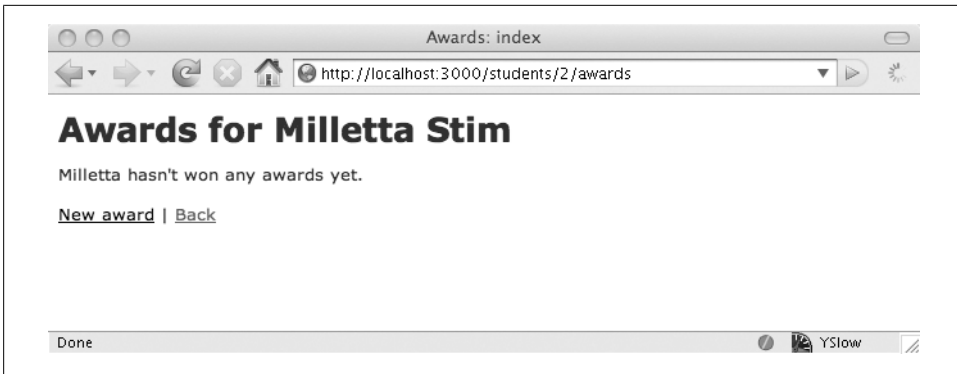 Awards: index
http://localhost:3000/students/2/awards
Awards for Milletta Stim
Milletta hasn't won any awards yet.
New award | Back
Done YSlow